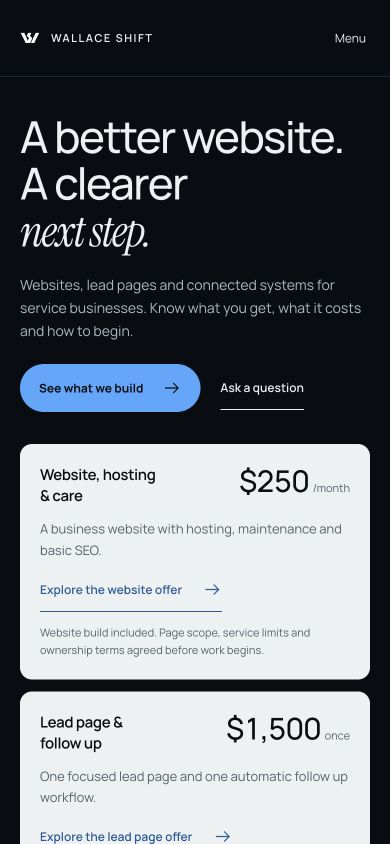 WALLACE SHIFT
Menu
A better website.
A clearer
next step.
Websites, lead pages and connected systems for
service businesses. Know what you get, what it costs
and how to begin.
See what we build
Ask a question
Website, hosting
& care
$250 /month
A business website with hosting, maintenance and
basic SEO.
Explore the website offer
Website build included. Page scope, service limits and
ownership terms agreed before work begins.
Lead page &
follow up
$1,500 once
One focused lead page and one automatic follow up
workflow.
Explore the lead page offer